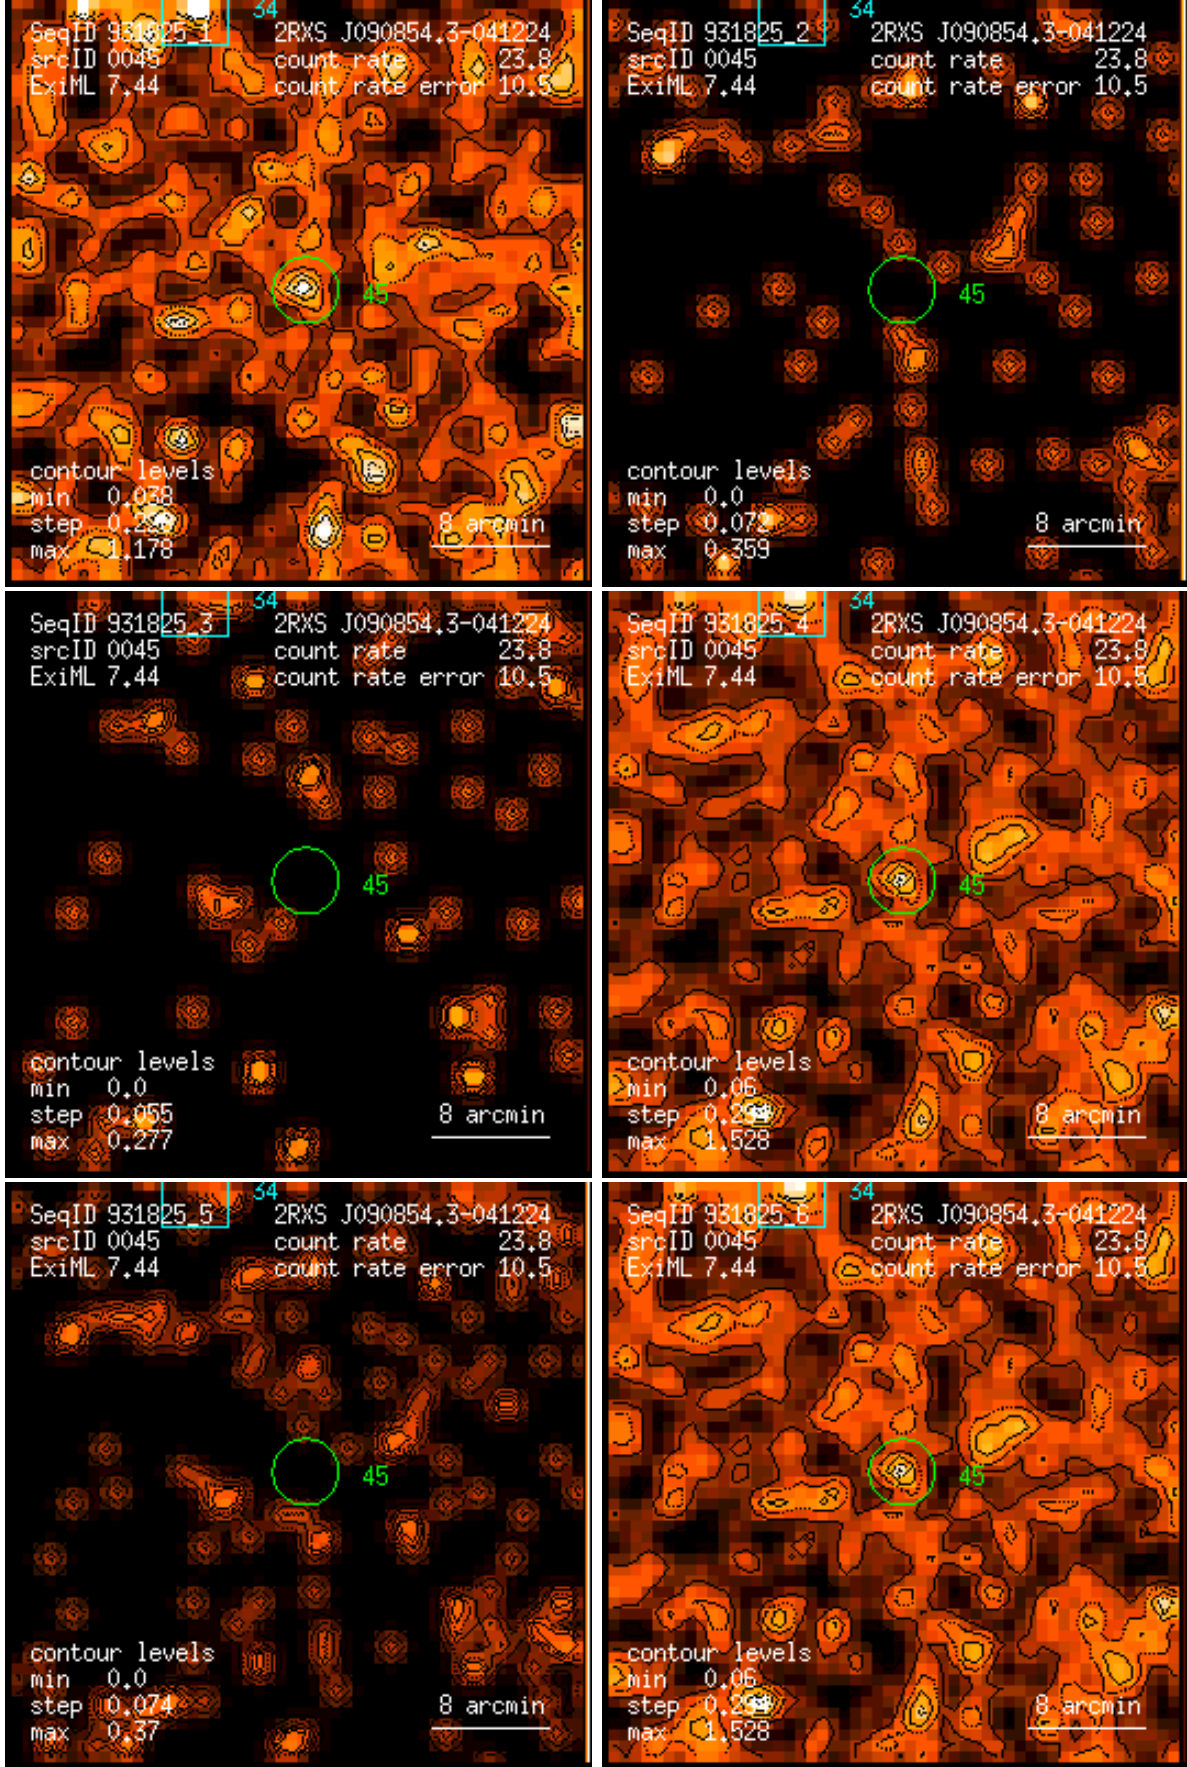 34
SeqID 931825_1 2RXS J090854.3-041224
srcID 0045 count rate 23.8
ExiML 7.44 count rate error 10.5
45
contour levels
min 0.038
step
max 1.178
8 arcmin
34
SeqID 931825_2 2RXS J090854.3-041224
srcID 0045 count rate 23.8
ExiML 7.44 count rate error 10.5
45
contour levels
min 0.0
step 0.072
max 0.359
8 arcmin
34
SeqID 931825_3 2RXS J090854.3-041224
srcID 0045 count rate 23.8
ExiML 7.44 count rate error 10.5
45
contour levels
min 0.0
step 0.055
max 0.277
8 arcmin
34
SeqID 931825_4 2RXS J090854.3-041224
srcID 0045 count rate 23.8
ExiML 7.44 count rate error 10.5
45
contour levels
min 0.06
step 0.294
max 1.528
8 arcmin
34
SeqID 931825_5 2RXS J090854.3-041224
srcID 0045 count rate 23.8
ExiML 7.44 count rate error 10.5
45
contour levels
min 0.0
step 0.074
max 0.37
8 arcmin
34
SeqID 931825_6 2RXS J090854.3-041224
srcID 0045 count rate 23.8
ExiML 7.44 count rate error 10.5
45
contour levels
min 0.06
step 0.294
max 1.528
8 arcmin